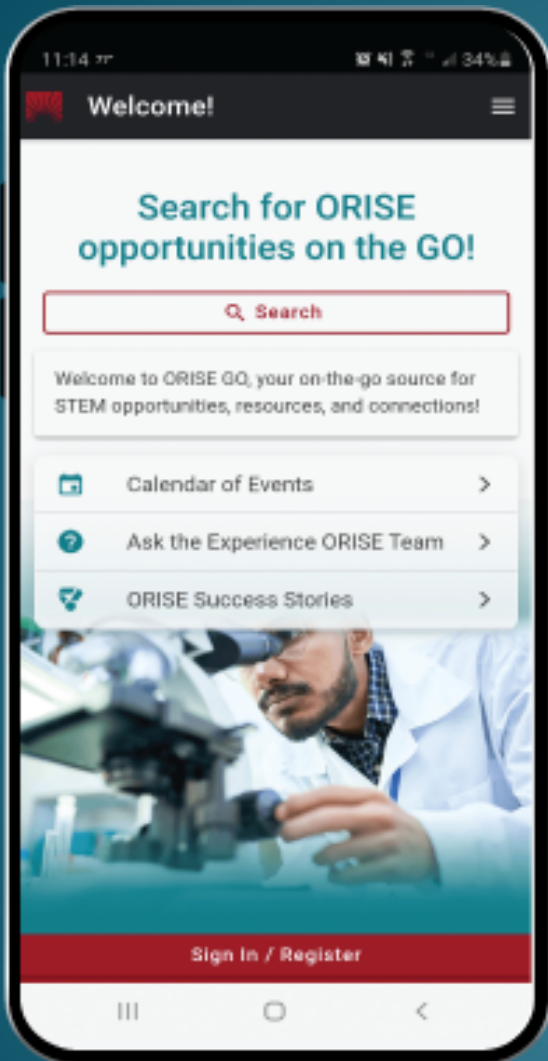 11:14
34%
Welcome!
Search for ORISE
opportunities on the GO!
Search
Welcome to ORISE GO, your on-the-go source for
STEM opportunities, resources, and connections!
Calendar of Events
Ask the Experience ORISE Team
ORISE Success Stories
Sign In / Register